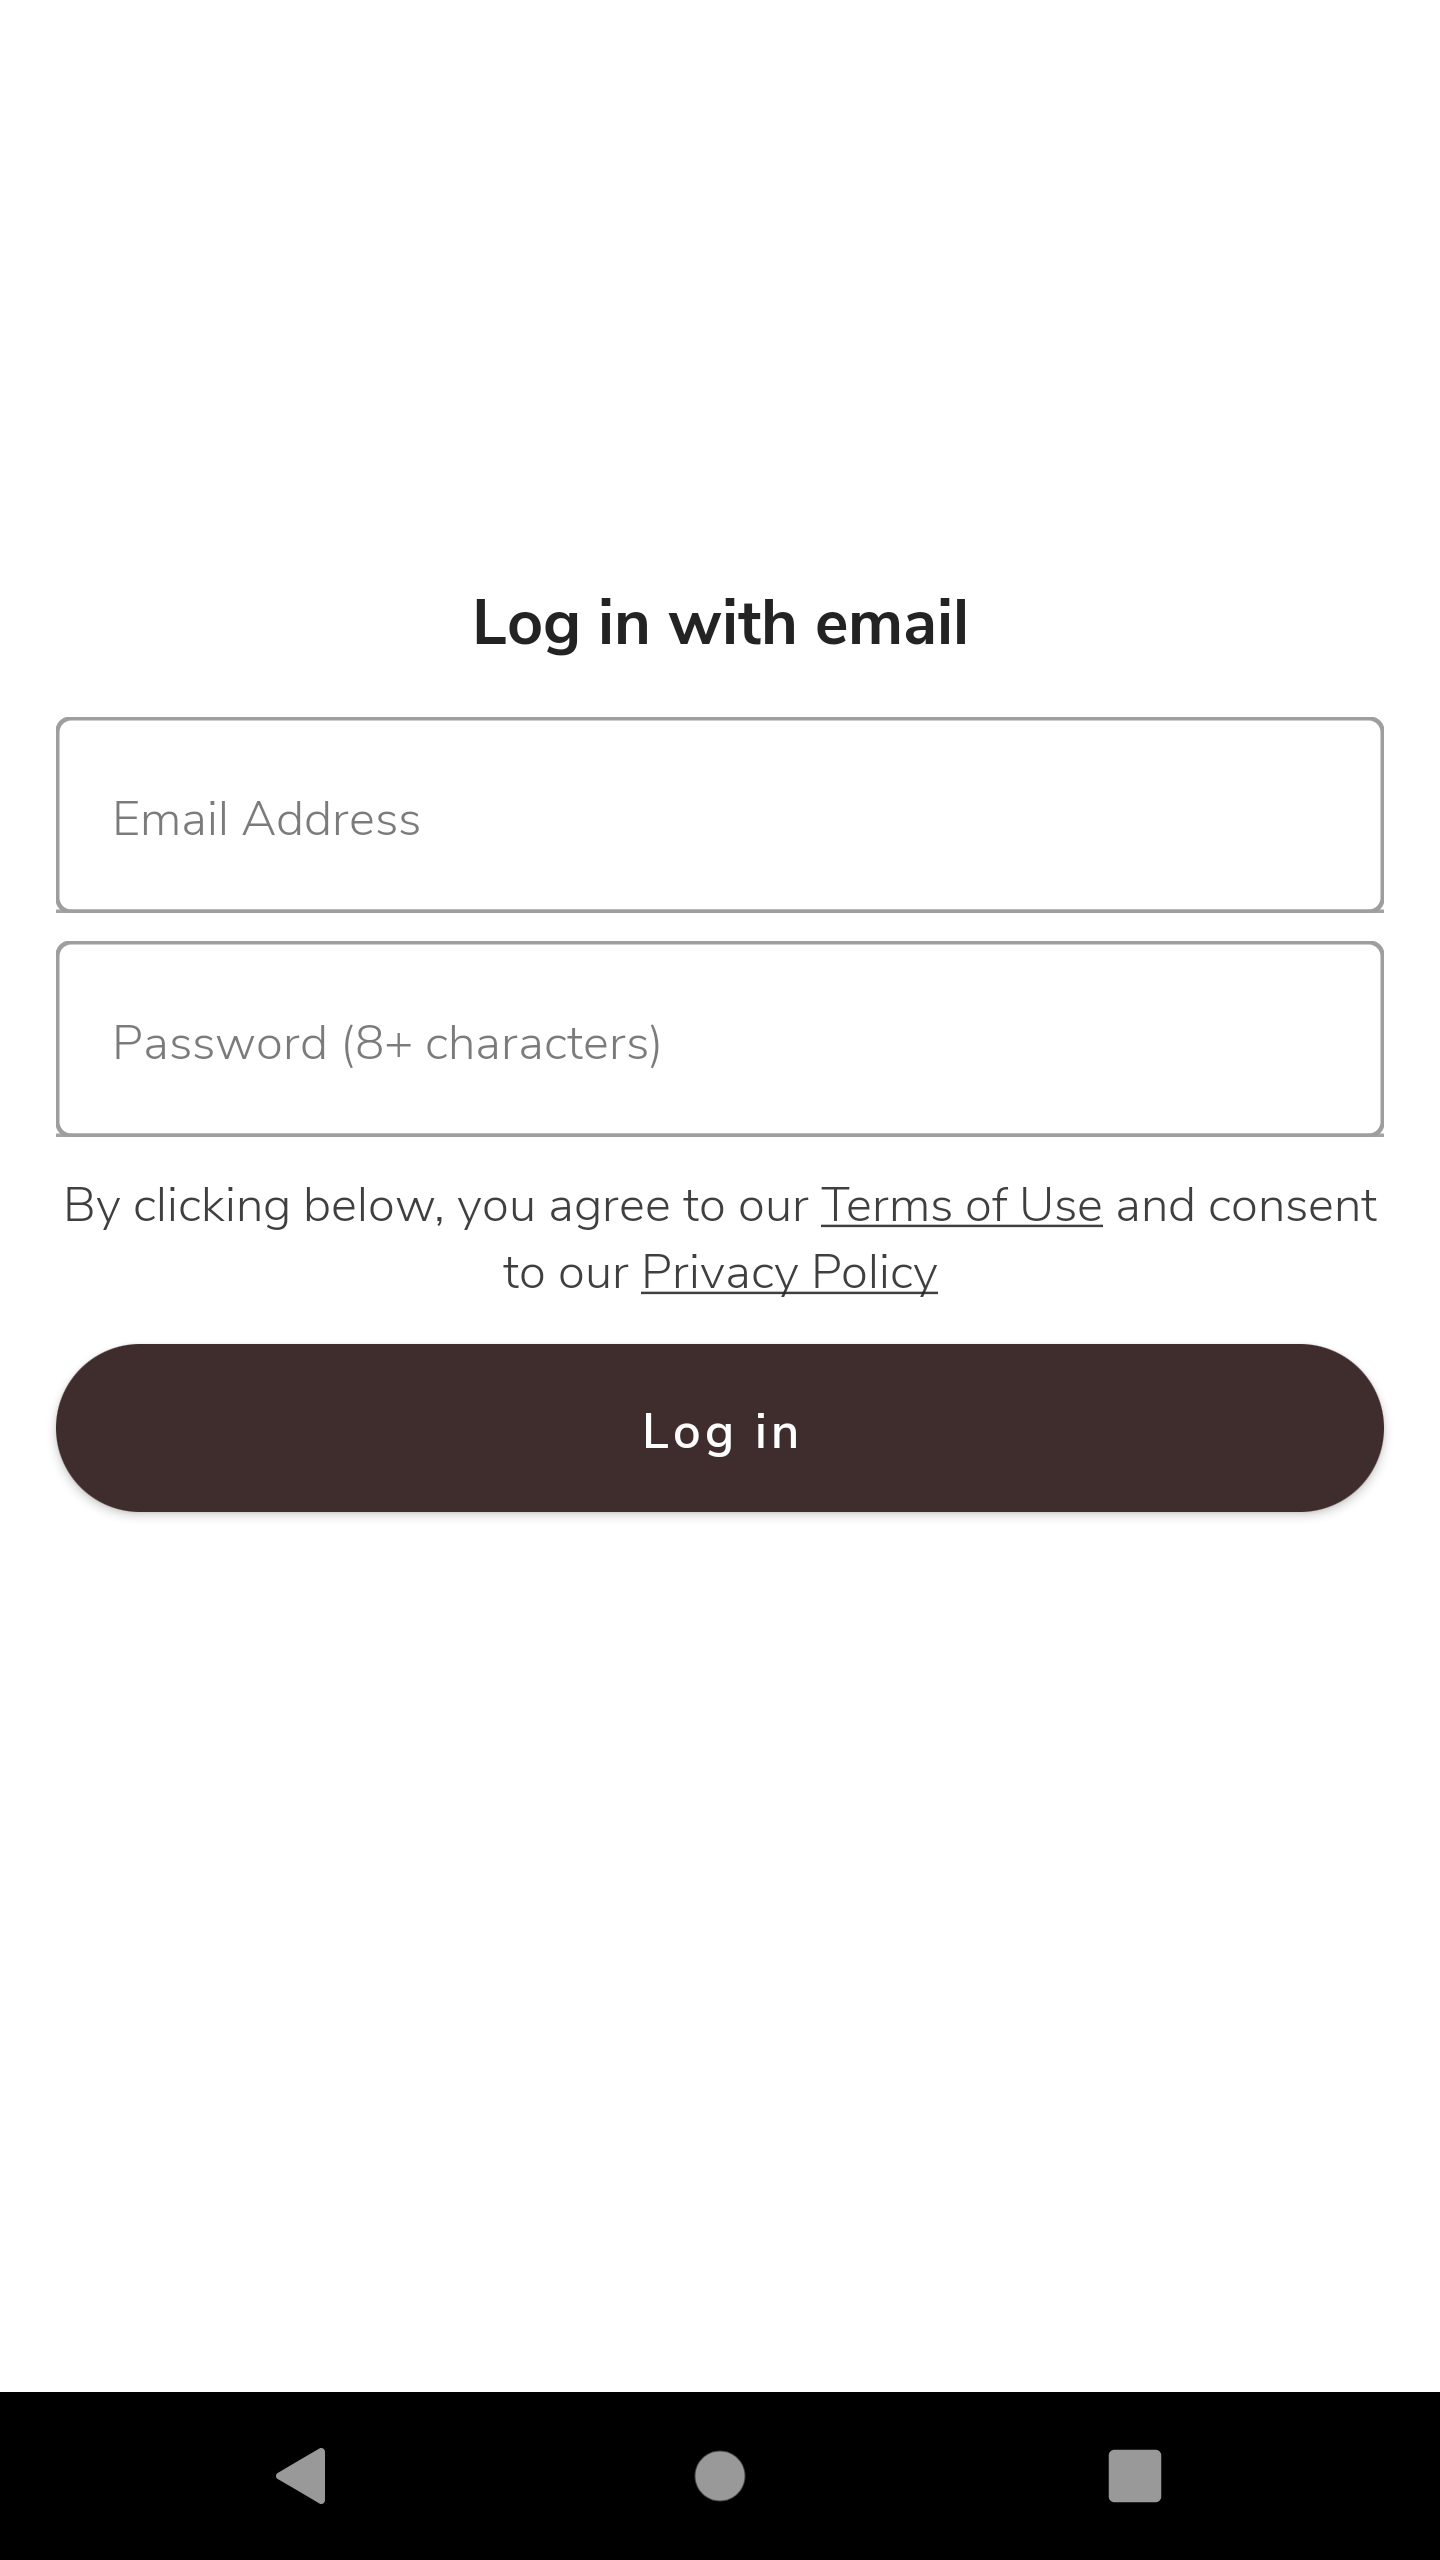 Log in with email
Email Address
Password (8+ characters)
By clicking below, you agree to our Terms of Use and consent
to our Privacy Policy
Log in